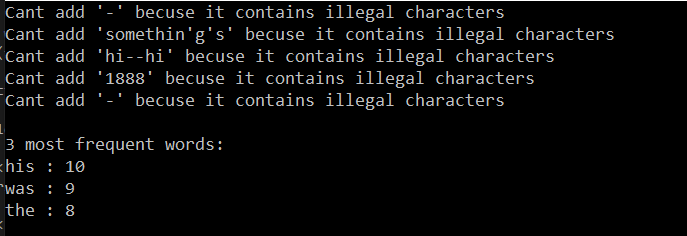 Cant add '-' becuse it contains illegal characters
Cant add 'somethin'g's' becuse it contains illegal characters
Cant add 'hi--hi' becuse it contains illegal characters
Cant add '1888' becuse it contains illegal characters
Cant add '-' becuse it contains illegal characters
3 most frequent words:
his : 10
was : 9
the : 8